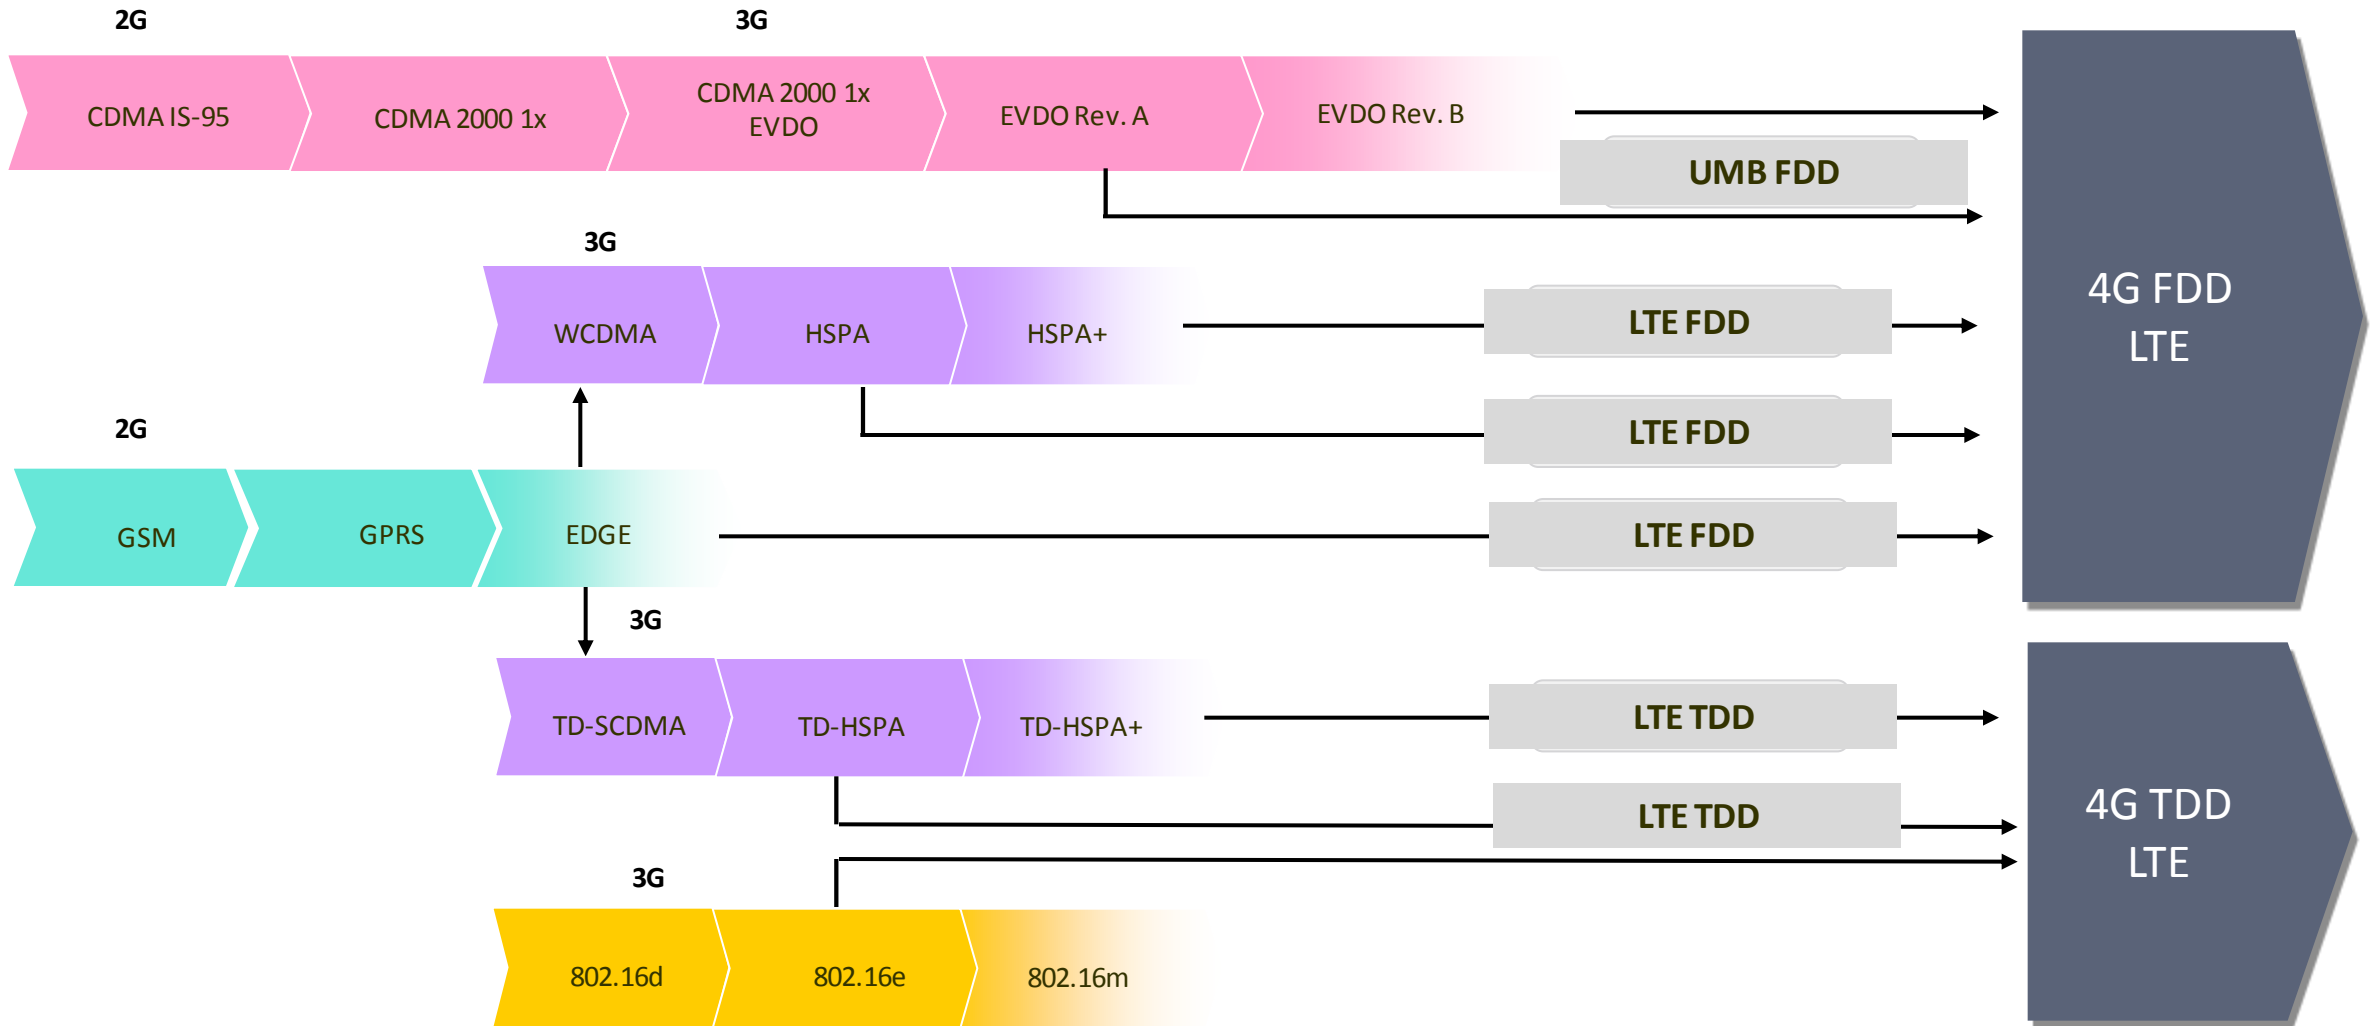 2G
3G
CDMA IS-95
CDMA 2000 1x
CDMA 2000 1x
EVDO
EVDO Rev. A
EVDO Rev. B
UMB FDD
3G
WCDMA
HSPA
HSPA+
LTE FDD
4G FDD
LTE
LTE FDD
2G
GSM
GPRS
EDGE
LTE FDD
3G
TD-SCDMA
TD-HSPA
TD-HSPA+
LTE TDD
LTE TDD
4G TDD
LTE
3G
802.16d
802.16e
802.16m